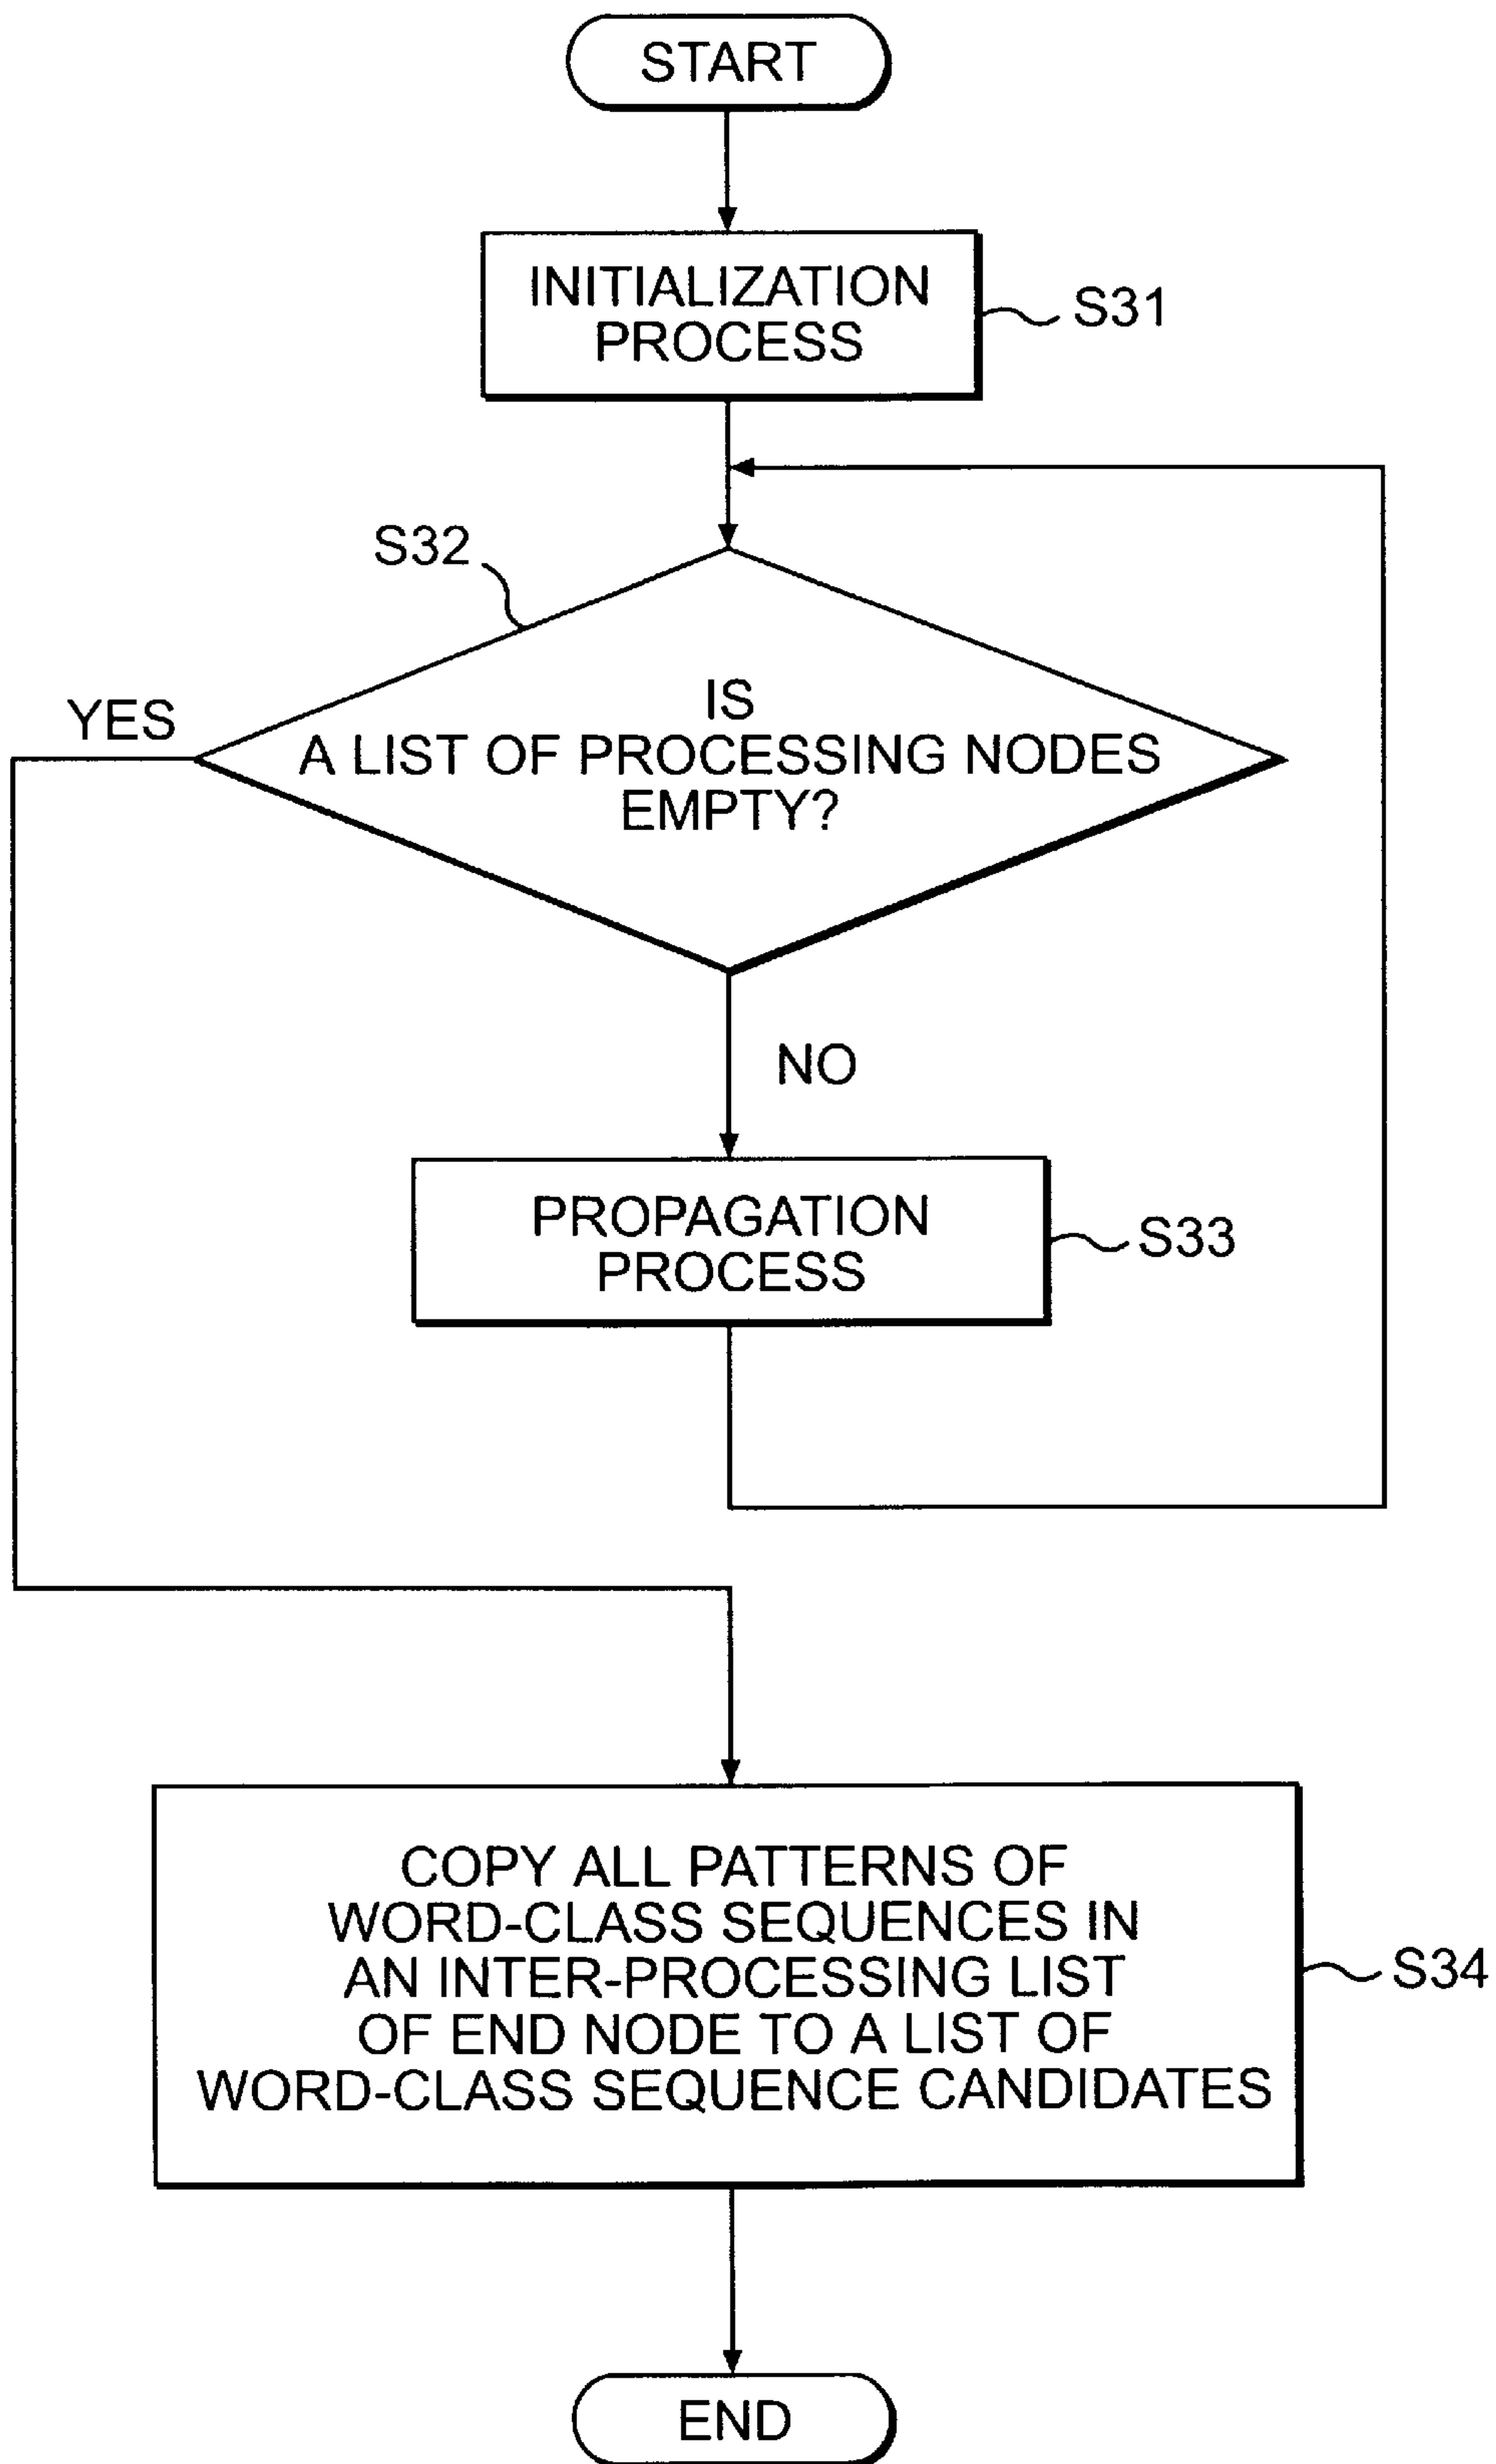 START
INITIALIZATION
PROCESS
S31
S32
YES
IS
A LIST OF PROCESSING NODES
EMPTY?
NO
PROPAGATION
PROCESS
S33
COPY ALL PATTERNS OF
WORD-CLASS SEQUENCES IN
AN INTER-PROCESSING LIST
OF END NODE TO A LIST OF
WORD-CLASS SEQUENCE CANDIDATES
S34
END